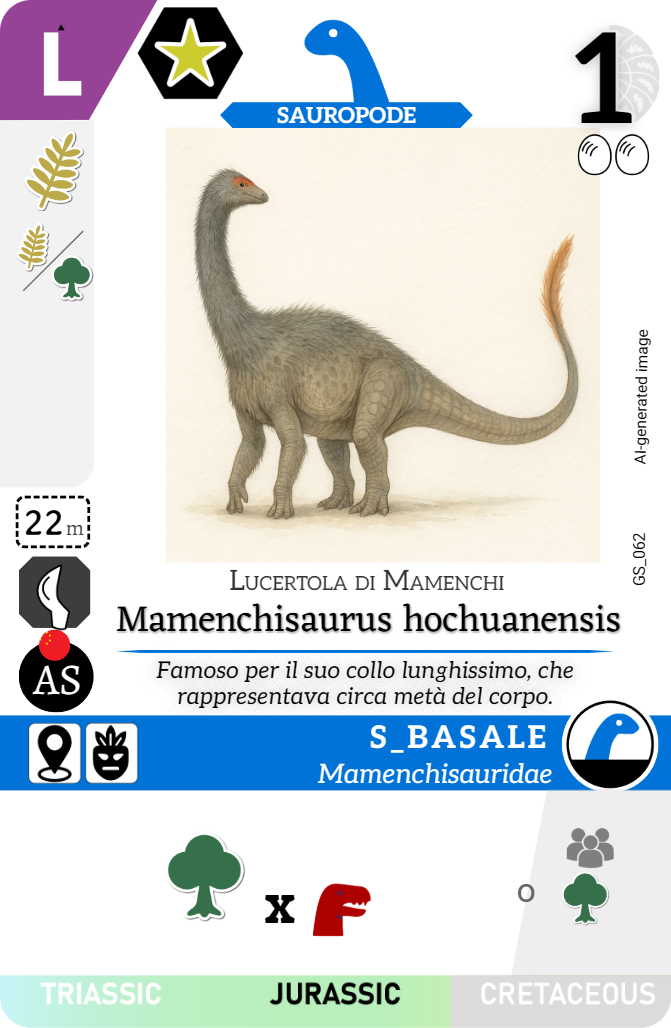 L
SAUROPODE
1
AI-generated image
GS_062
22 m
AS
Lucertola di Mamenchi
Mamenchisaurus hochuanensis
Famoso per il suo collo lunghissimo, che
rappresentava circa metà del corpo.
S_BASALE
Mamenchisauridae
x
o
TRIASSIC JURASSIC CRETACEOUS